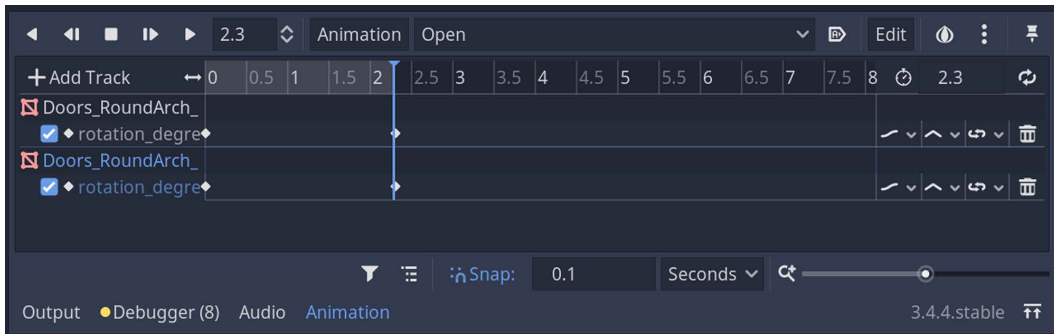 2.3 Animation Open Edit
Add Track 0 0.5 1 1.5 2 2.5 3 3.5 4 4.5 5 5.5 6 6.5 7 7.5 8 2.3
Doors_RoundArch_
rotation_degre
Doors_RoundArch_
rotation_degre
Snap: 0.1 Seconds
Output Debugger (8) Audio Animation 3.4.4.stable